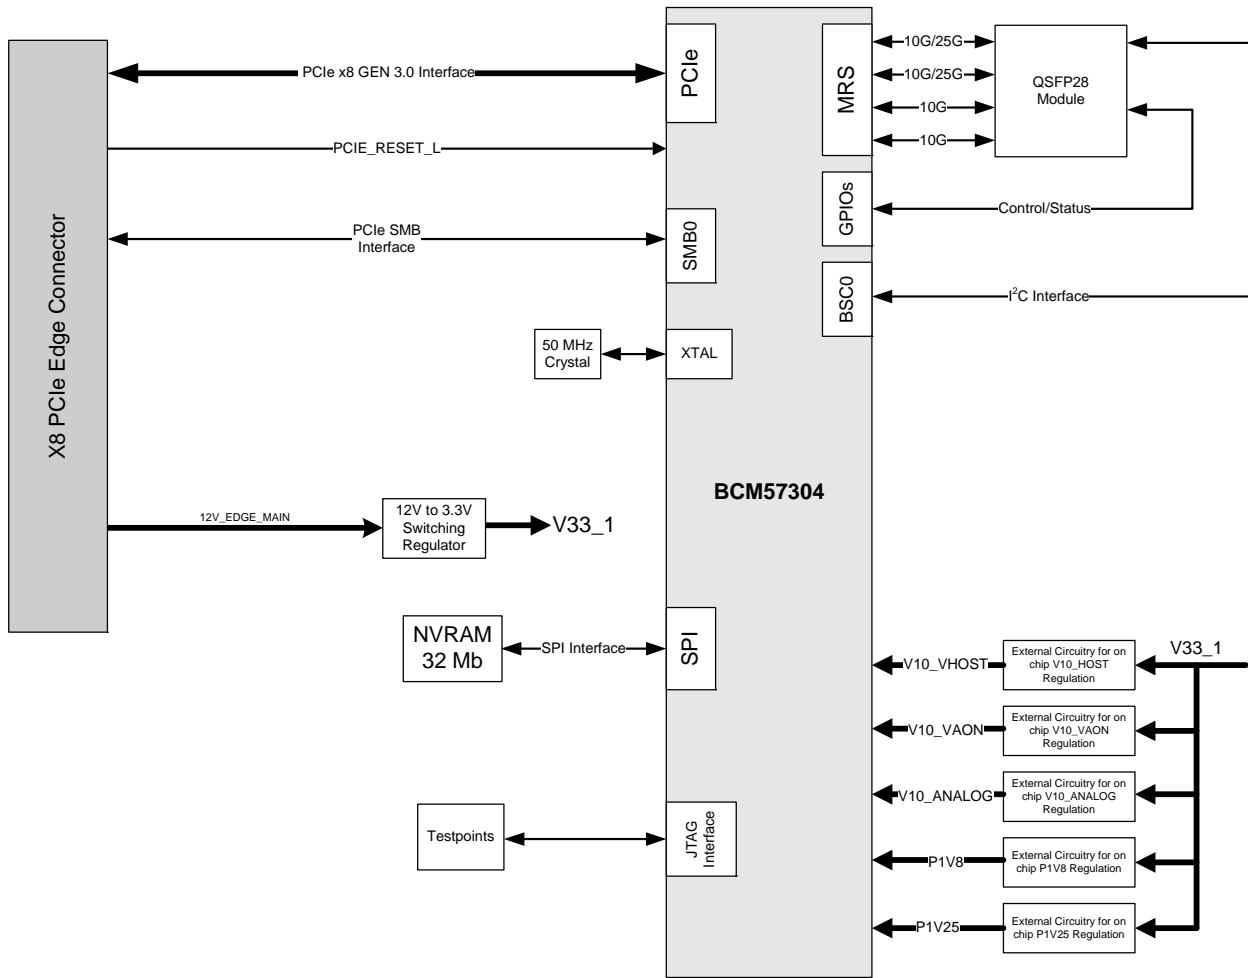 X8 PCIe Edge Connector
PCIe x8 GEN 3.0 Interface
PCIE_RESET_L
PCIe SMB
Interface
50 MHz
Crystal
12V_EDGE_MAIN
12V to 3.3V
Switching
Regulator
V33_1
NVRAM
32 Mb
SPI Interface
Testpoints
PCIe
SMB0
XTAL
SPI
JTAG
Interface
BCM57304
MRS
GPIOs
BSC0
10G/25G
10G/25G
10G
10G
QSFP28
Module
Control/Status
I²C Interface
V10_VHOST
External Circuitry for on
chip V10_HOST
Regulation
V33_1
V10_VAON
External Circuitry for on
chip V10_VAON
Regulation
V10_ANALOG
External Circuitry for on
chip V10_ANALOG
Regulation
P1V8
External Circuitry for on
chip P1V8 Regulation
P1V25
External Circuitry for on
chip P1V25 Regulation